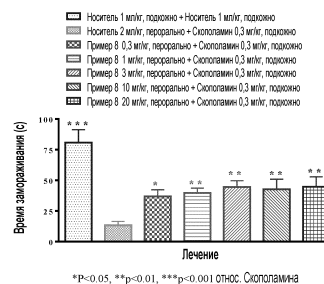 Носитель 1 мл/кг, подкожно + Носитель 1 мл/кг, подкожно
Носитель 2 мл/кг, перорально + Скополамин 0,3 мг/кг, подкожно
Пример 8 0,3 мг/кг, перорально + Скополамин 0,3 мг/кг, подкожно
Пример 8 1 мг/кг, перорально + Скополамин 0,3 мг/кг, подкожно
Пример 8 3 мг/кг, перорально + Скополамин 0,3 мг/кг, подкожно
Пример 8 10 мг/кг, перорально + Скополамин 0,3 мг/кг, подкожно
Пример 8 20 мг/кг, перорально + Скополамин 0,3 мг/кг, подкожно
Время замораживания (с)
100
75
50
25
0
***
*
**
**
**
**
Лечение
*P<0.05, **p<0.01, ***p<0.001 относ. Скополамина